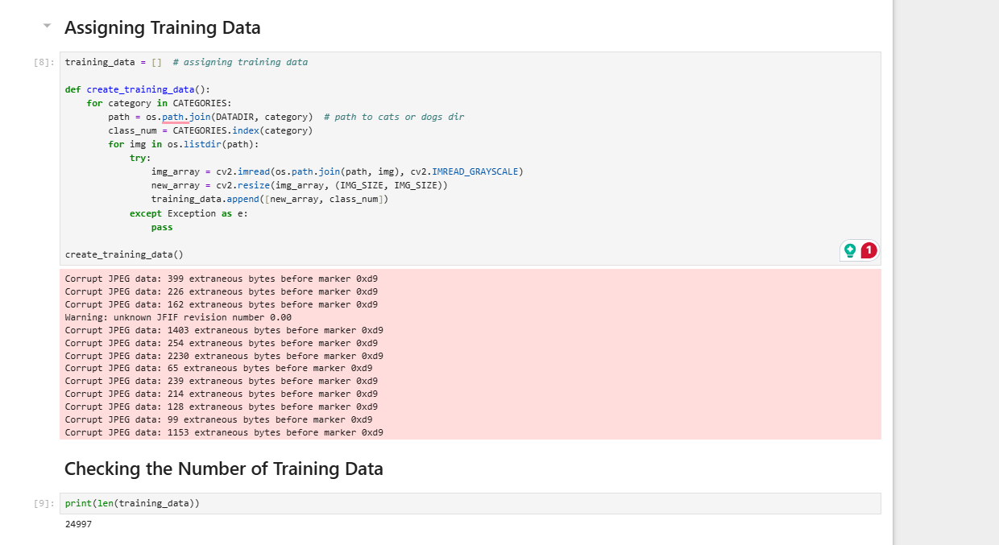 Assigning Training Data
[8]: training_data = []  # assigning training data
def create_training_data():
    for category in CATEGORIES:
        path = os.path.join(DATADIR, category)  # path to cats or dogs dir
        class_num = CATEGORIES.index(category)
        for img in os.listdir(path):
            try:
                img_array = cv2.imread(os.path.join(path, img), cv2.IMREAD_GRAYSCALE)
                new_array = cv2.resize(img_array, (IMG_SIZE, IMG_SIZE))
                training_data.append([new_array, class_num])
            except Exception as e:
                pass
create_training_data()
1
Corrupt JPEG data: 399 extraneous bytes before marker 0xd9
Corrupt JPEG data: 226 extraneous bytes before marker 0xd9
Corrupt JPEG data: 162 extraneous bytes before marker 0xd9
Warning: unknown JFIF revision number 0.00
Corrupt JPEG data: 1403 extraneous bytes before marker 0xd9
Corrupt JPEG data: 254 extraneous bytes before marker 0xd9
Corrupt JPEG data: 2230 extraneous bytes before marker 0xd9
Corrupt JPEG data: 65 extraneous bytes before marker 0xd9
Corrupt JPEG data: 239 extraneous bytes before marker 0xd9
Corrupt JPEG data: 214 extraneous bytes before marker 0xd9
Corrupt JPEG data: 128 extraneous bytes before marker 0xd9
Corrupt JPEG data: 99 extraneous bytes before marker 0xd9
Corrupt JPEG data: 1153 extraneous bytes before marker 0xd9
Checking the Number of Training Data
[9]: print(len(training_data))
24997